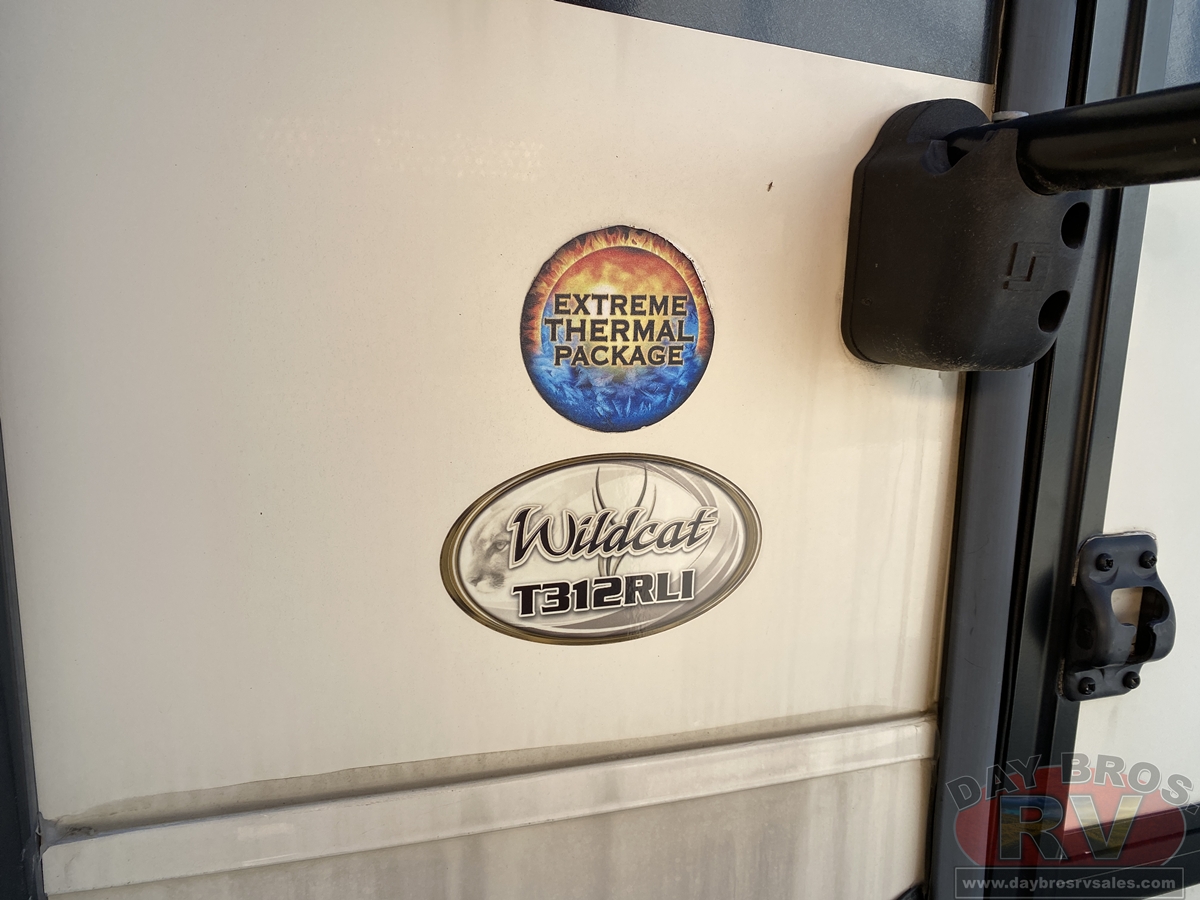 EXTREME
THERMAL
PACKAGE
Wildcat
T312RLI
DAY BROS
RV
www.daybrosrvsales.com